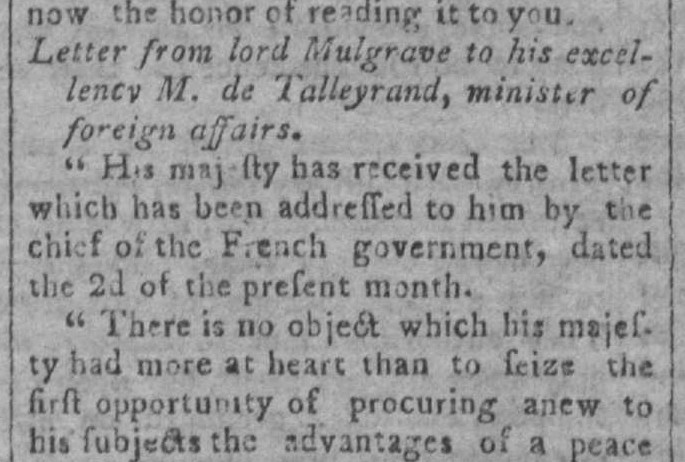 now the honor of reading it to you.
Letter from lord Mulgrave to his excel-
lency M. de Talleyrand, minister of
foreign affairs.
“ His majeſty has received the letter
which has been addreſſed to him by the
chief of the French government, dated
the 2d of the preſent month.
“ There is no object which his majeſ-
ty had more at heart than to ſeize the
firſt opportunity of procuring anew to
his ſubjects the advantages of a peace